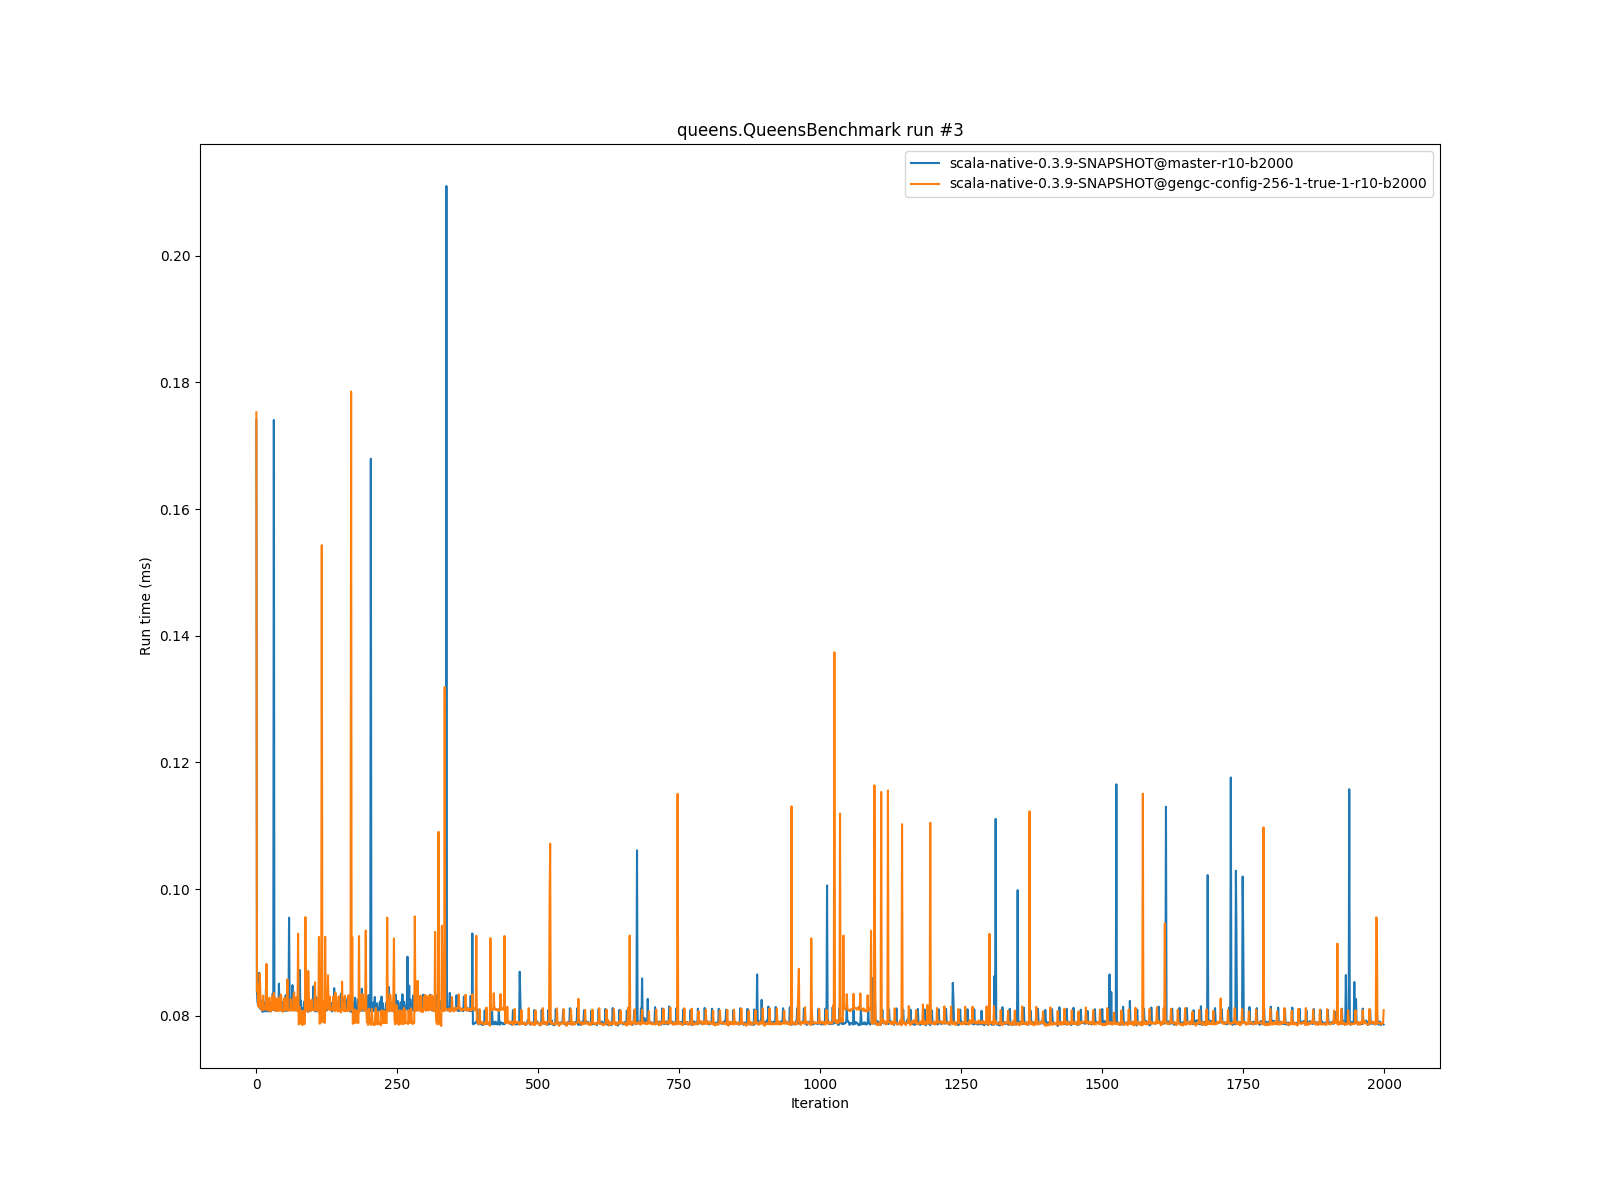 queens.QueensBenchmark run #3
scala-native-0.3.9-SNAPSHOT@master-r10-b2000
scala-native-0.3.9-SNAPSHOT@gengc-config-256-1-true-1-r10-b2000
Run time (ms)
0.20
0.18
0.16
0.14
0.12
0.10
0.08
0 250 500 750 1000 1250 1500 1750 2000
Iteration